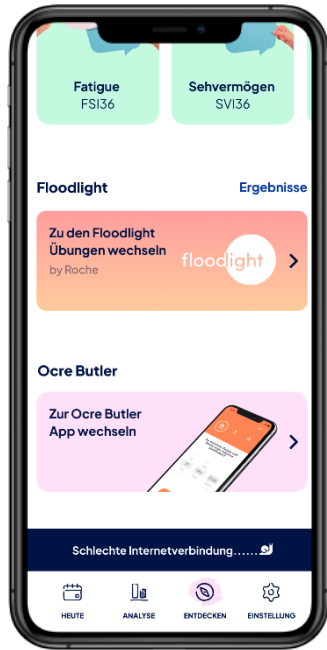 Fatigue
FSI36
Sehvermögen
SVI36
Floodlight
Ergebnisse
Zu den Floodlight
Übungen wechseln
by Roche
floodlight
Ocre Butler
Zur Ocre Butler
App wechseln
Schlechte Internetverbindung......
HEUTE
ANALYSE
ENTDECKEN
EINSTELLUNG